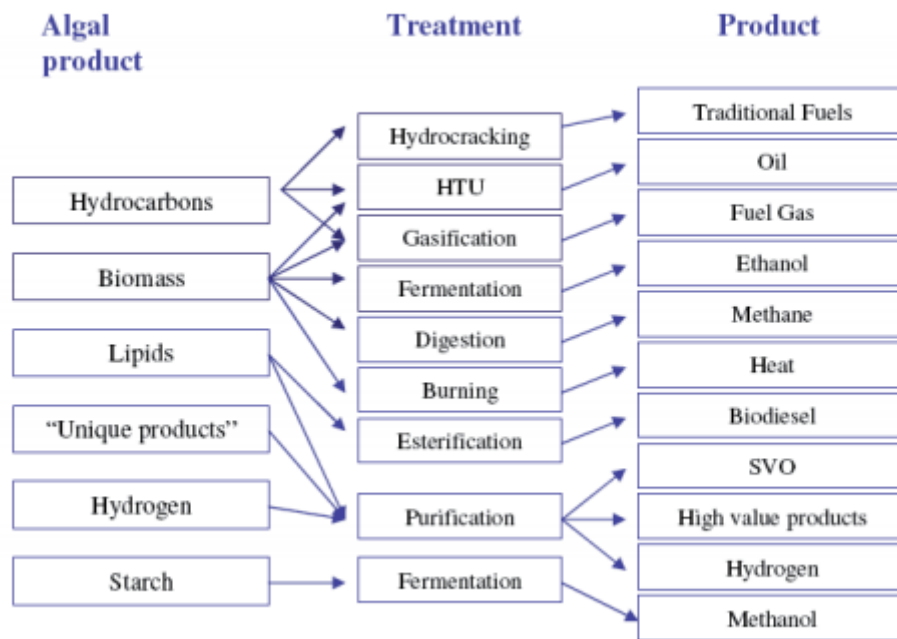 Algal
product
Treatment
Product
Hydrocarbons
Biomass
Lipids
“Unique products”
Hydrogen
Starch
Hydrocracking
HTU
Gasification
Fermentation
Digestion
Burning
Esterification
Purification
Fermentation
Traditional Fuels
Oil
Fuel Gas
Ethanol
Methane
Heat
Biodiesel
SVO
High value products
Hydrogen
Methanol